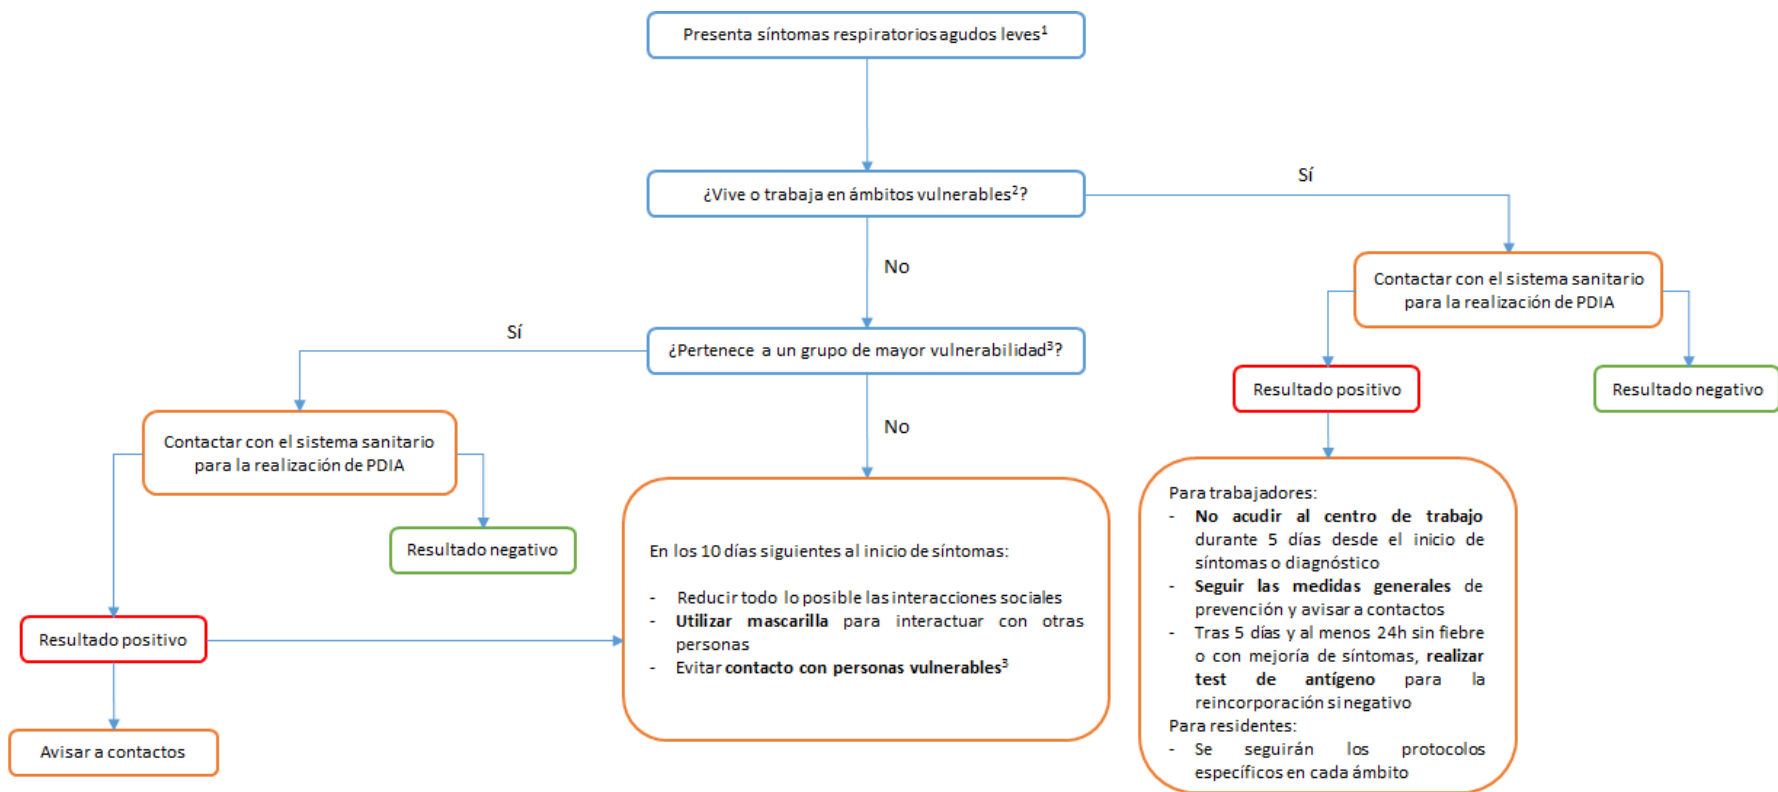 Presenta síntomas respiratorios agudos leves¹
¿Vive o trabaja en ámbitos vulnerables²?
Sí
No
Contactar con el sistema sanitario
para la realización de PDIA
Sí
¿Pertenece a un grupo de mayor vulnerabilidad³?
Resultado positivo
Resultado negativo
No
Contactar con el sistema sanitario
para la realización de PDIA
Resultado negativo
Resultado positivo
Avisar a contactos
En los 10 días siguientes al inicio de síntomas:
- Reducir todo lo posible las interacciones sociales
- Utilizar mascarilla para interactuar con otras
personas
- Evitar contacto con personas vulnerables³
Para trabajadores:
- No acudir al centro de trabajo
durante 5 días desde el inicio de
síntomas o diagnóstico
- Seguir las medidas generales de
prevención y avisar a contactos
- Tras 5 días y al menos 24h sin fiebre
o con mejoría de síntomas, realizar
test de antígeno para la
reincorporación si negativo
Para residentes:
- Se seguirán los protocolos
específicos en cada ámbito